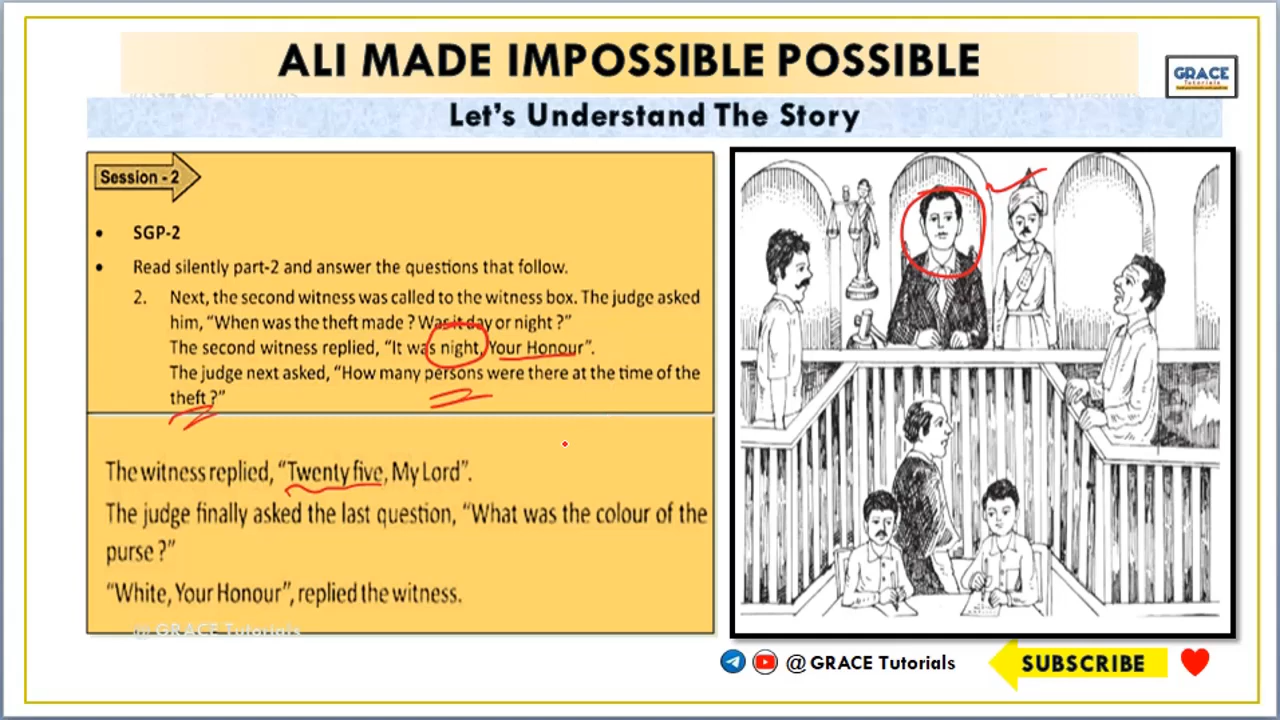 ALI MADE IMPOSSIBLE POSSIBLE
GRACE
Tutorials
Let's Understand The Story
Session - 2
• SGP-2
• Read silently part-2 and answer the questions that follow.
2. Next, the second witness was called to the witness box. The judge asked
him, “When was the theft made ? Was it day or night ?”
The second witness replied, “It was night, Your Honour”.
The judge next asked, “How many persons were there at the time of the
theft ?”
The witness replied, “Twenty five, My Lord”.
The judge finally asked the last question, “What was the colour of the
purse ?”
“White, Your Honour”, replied the witness.
@ GRACE Tutorials
@ GRACE Tutorials
SUBSCRIBE